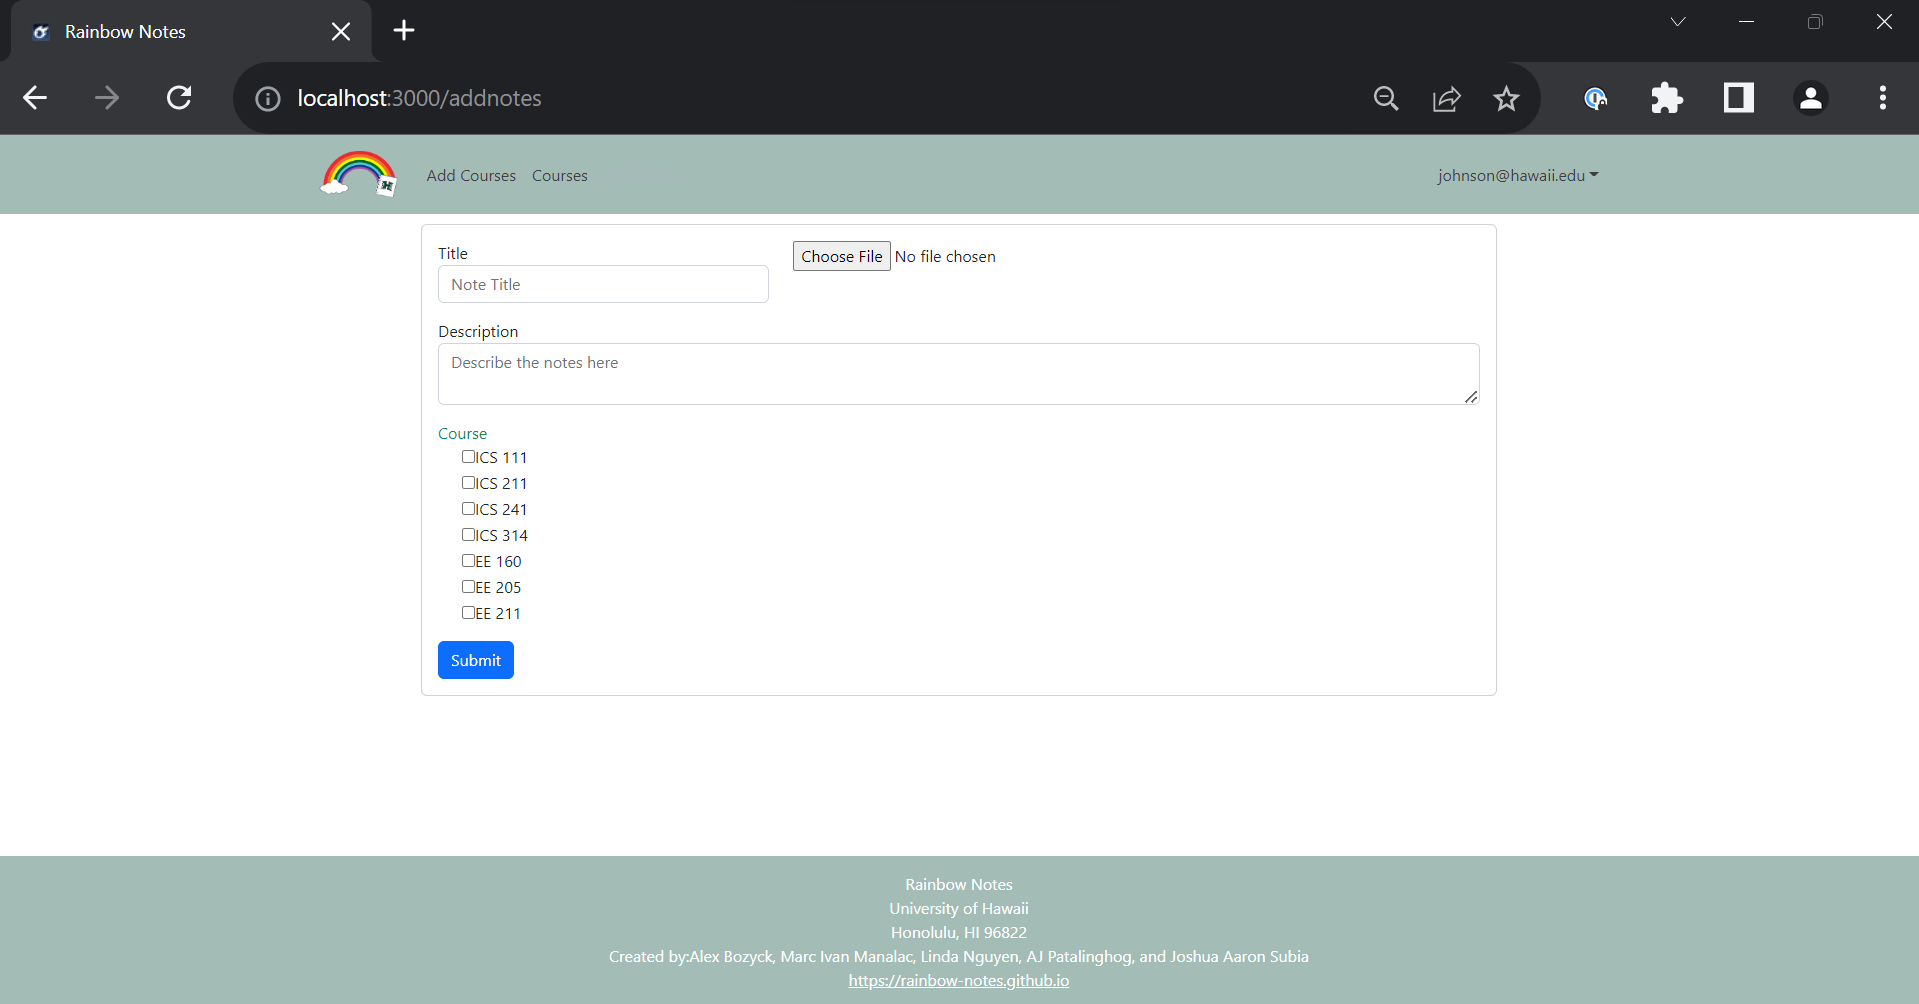 Rainbow Notes
localhost:3000/addnotes
Add Courses Courses johnson@hawaii.edu
Title
Choose File No file chosen
Note Title
Description
Describe the notes here
Course
ICS 111
ICS 211
ICS 241
ICS 314
EE 160
EE 205
EE 211
Submit
Rainbow Notes
University of Hawaii
Honolulu, HI 96822
Created by:Alex Bozyck, Marc Ivan Manalac, Linda Nguyen, AJ Patalinghog, and Joshua Aaron Subia
https://rainbow-notes.github.io